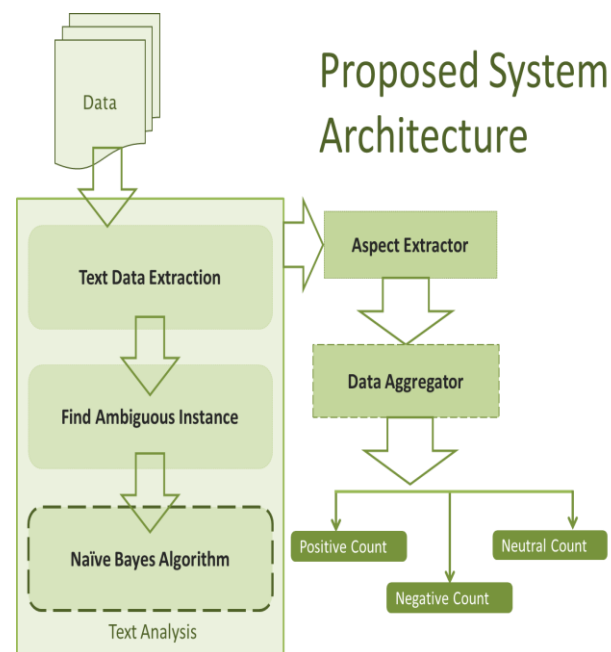 Proposed System
Architecture
Data
Text Data Extraction
Find Ambiguous Instance
Naïve Bayes Algorithm
Text Analysis
Aspect Extractor
Data Aggregator
Positive Count
Neutral Count
Negative Count